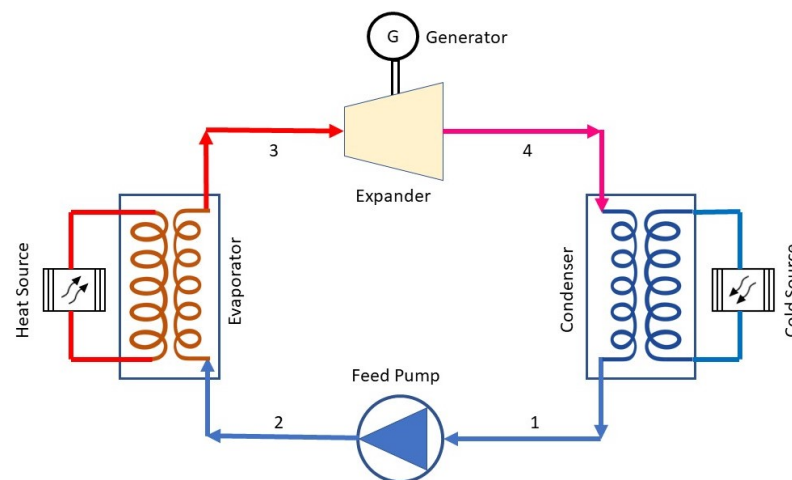 G
Generator
3
4
Expander
Heat Source
Evaporator
Condenser
Cold Source
Feed Pump
2
1